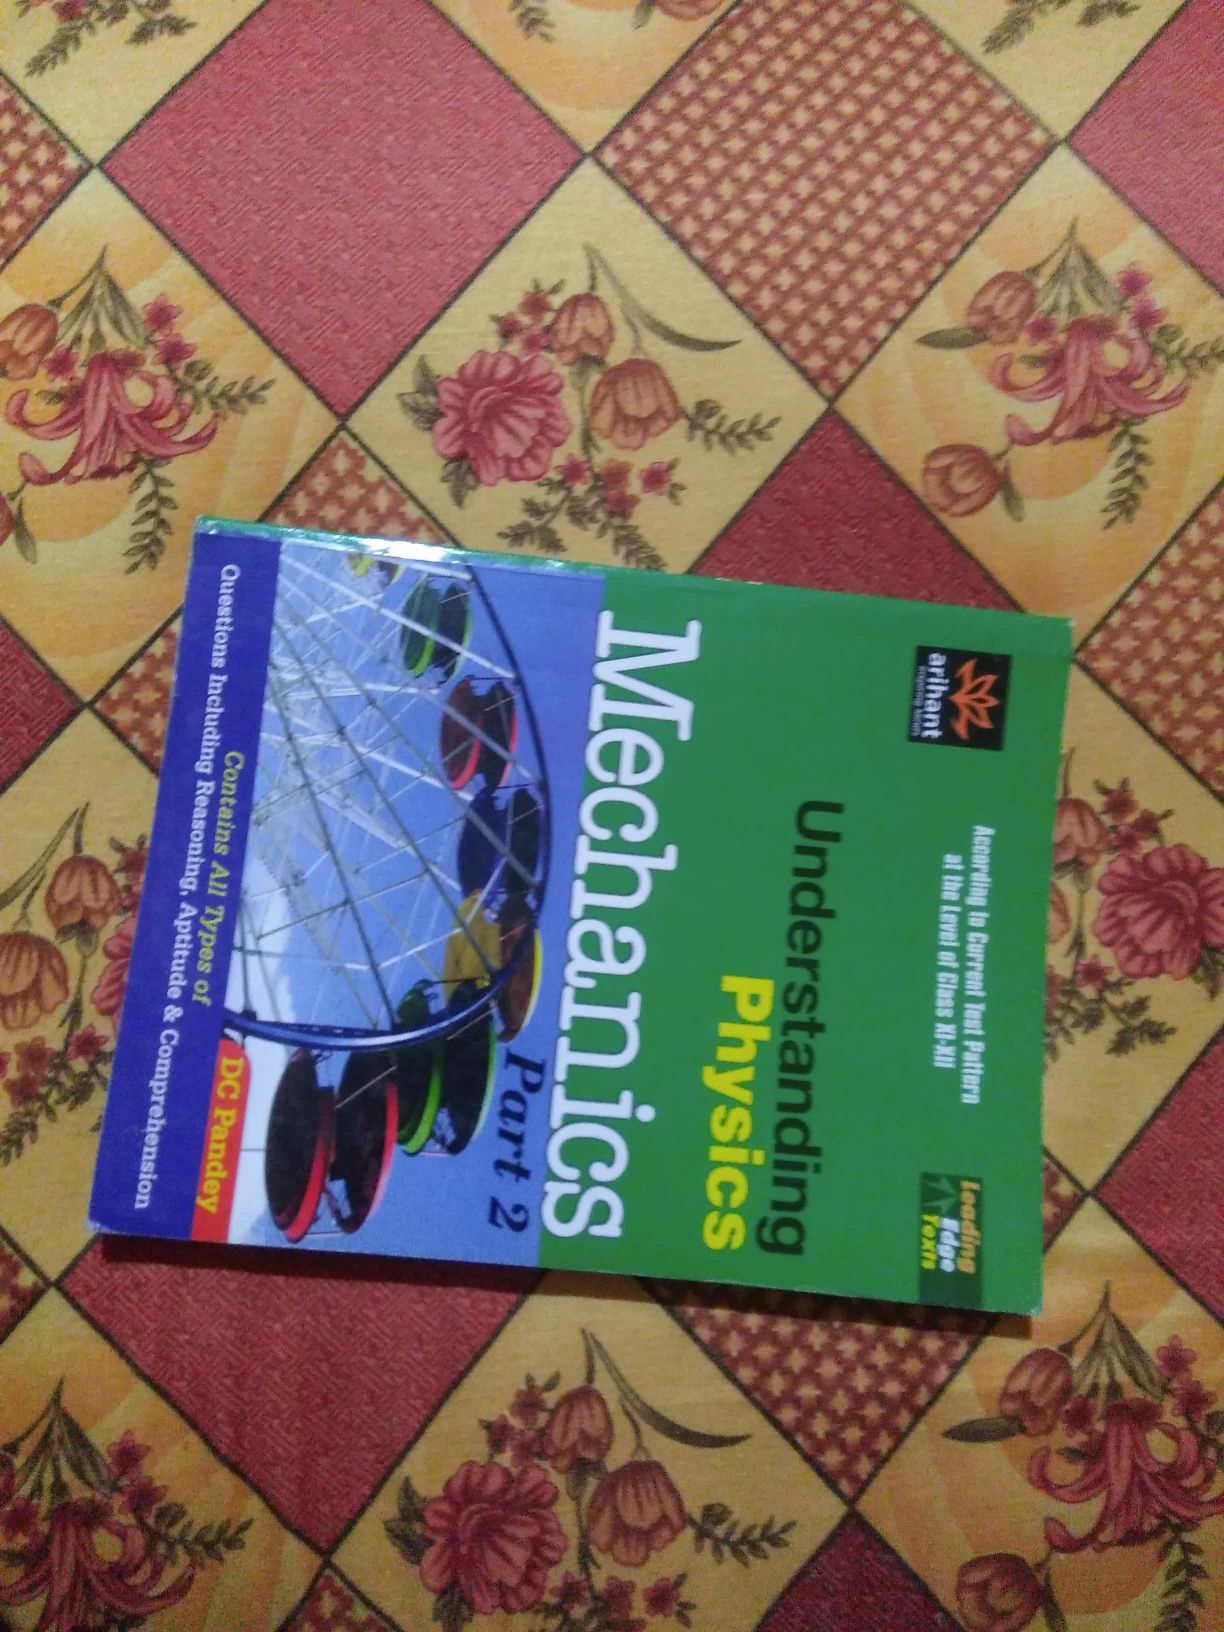 According to Current Test Pattern
at the Level of Class XI-XII
arihant
Leading
Edge
Texts
Understanding
Physics
Mechanics
Part 2
DC Pandey
Contains All Types of
Questions Including Reasoning, Aptitude & Comprehension